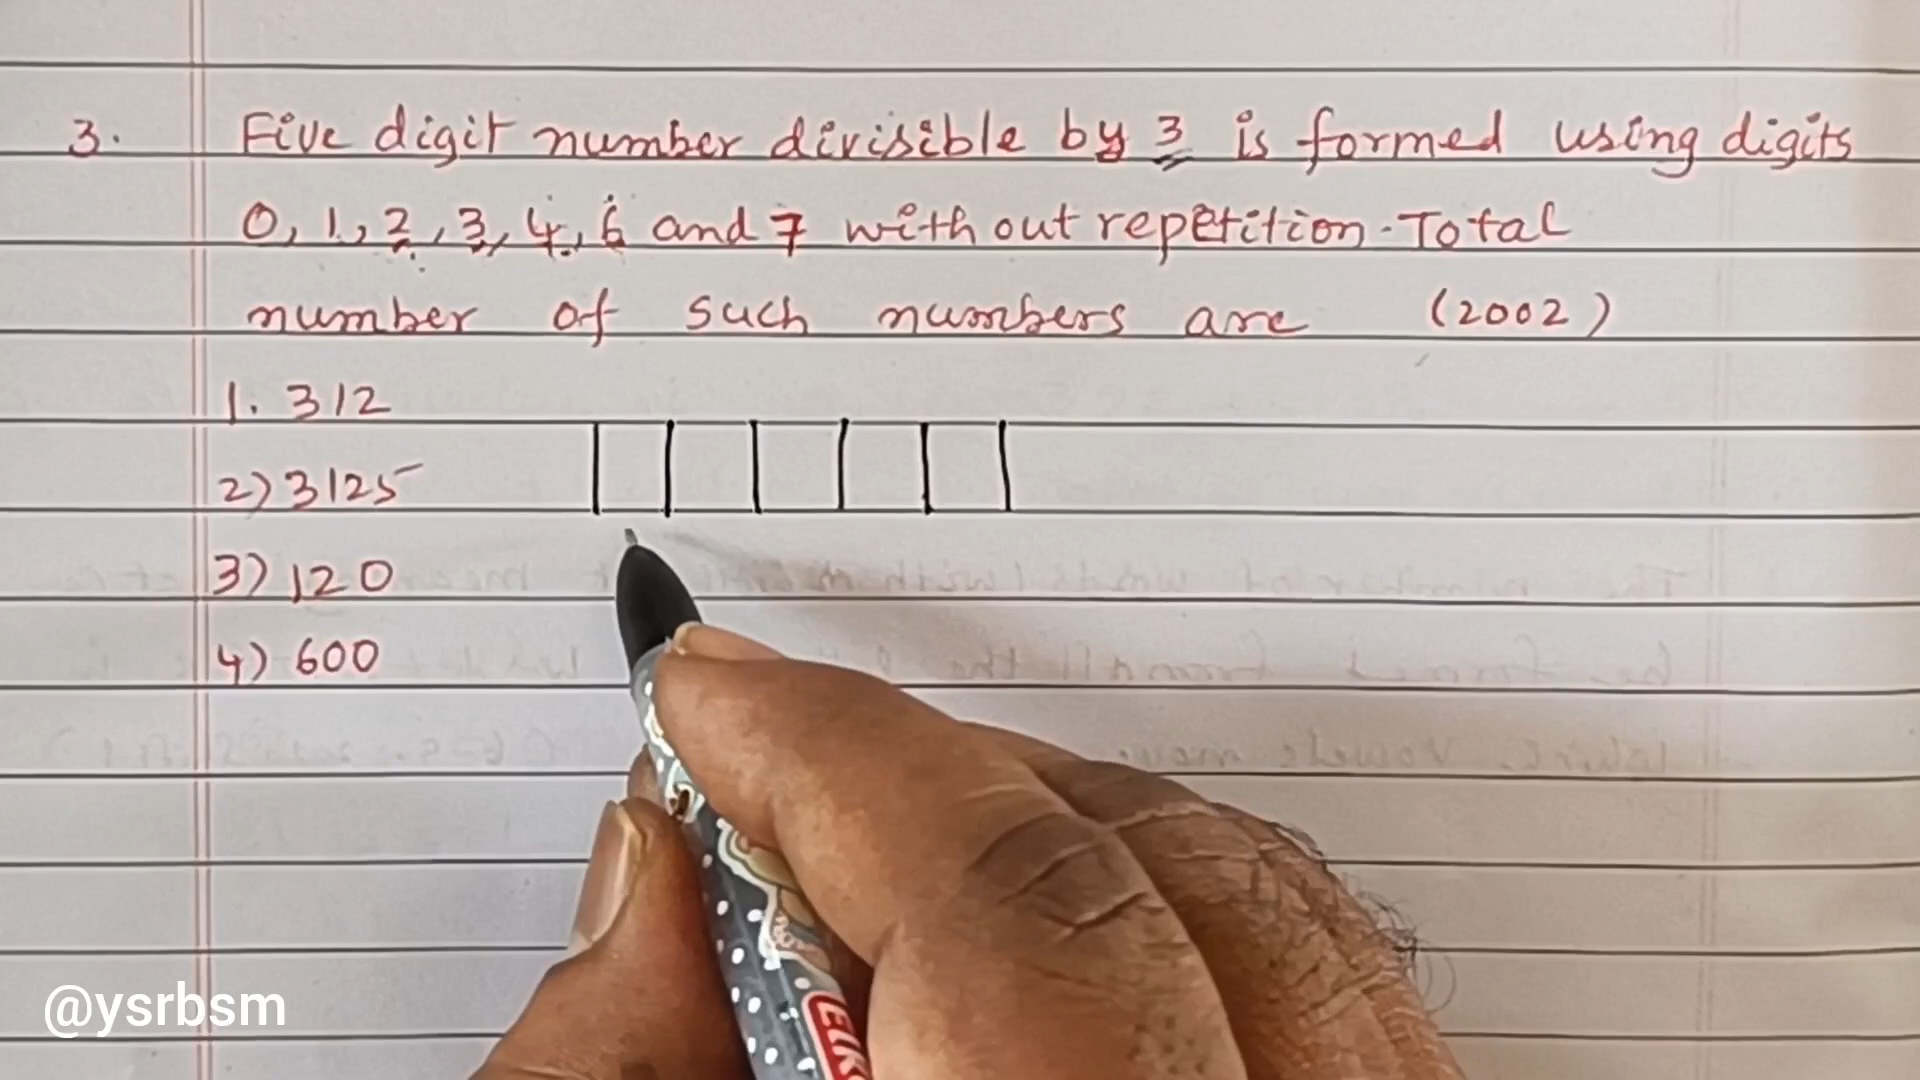 3. Five digit number divisible by 3 is formed using digits
0, 1, 2, 3, 4, 6 and 7 without repetition. Total
number of such numbers are (2002)
1. 312
2) 3125
3) 120
4) 600
@ysrbsm